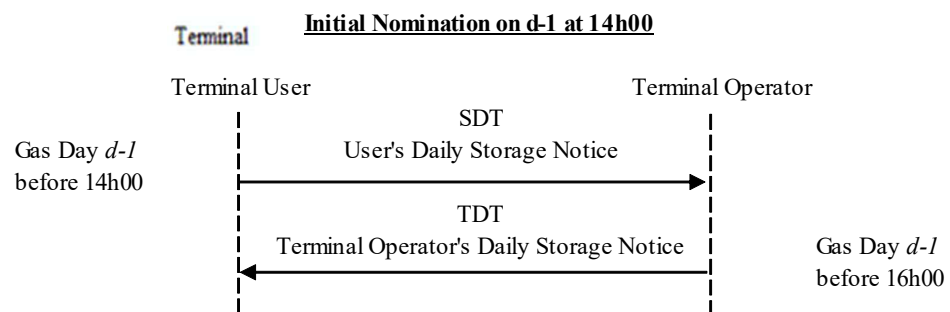 Initial Nomination on d-1 at 14h00
Terminal
Terminal User
Terminal Operator
SDT
Gas Day d-1
User's Daily Storage Notice
before 14h00
TDT
Terminal Operator's Daily Storage Notice
Gas Day d-1
before 16h00